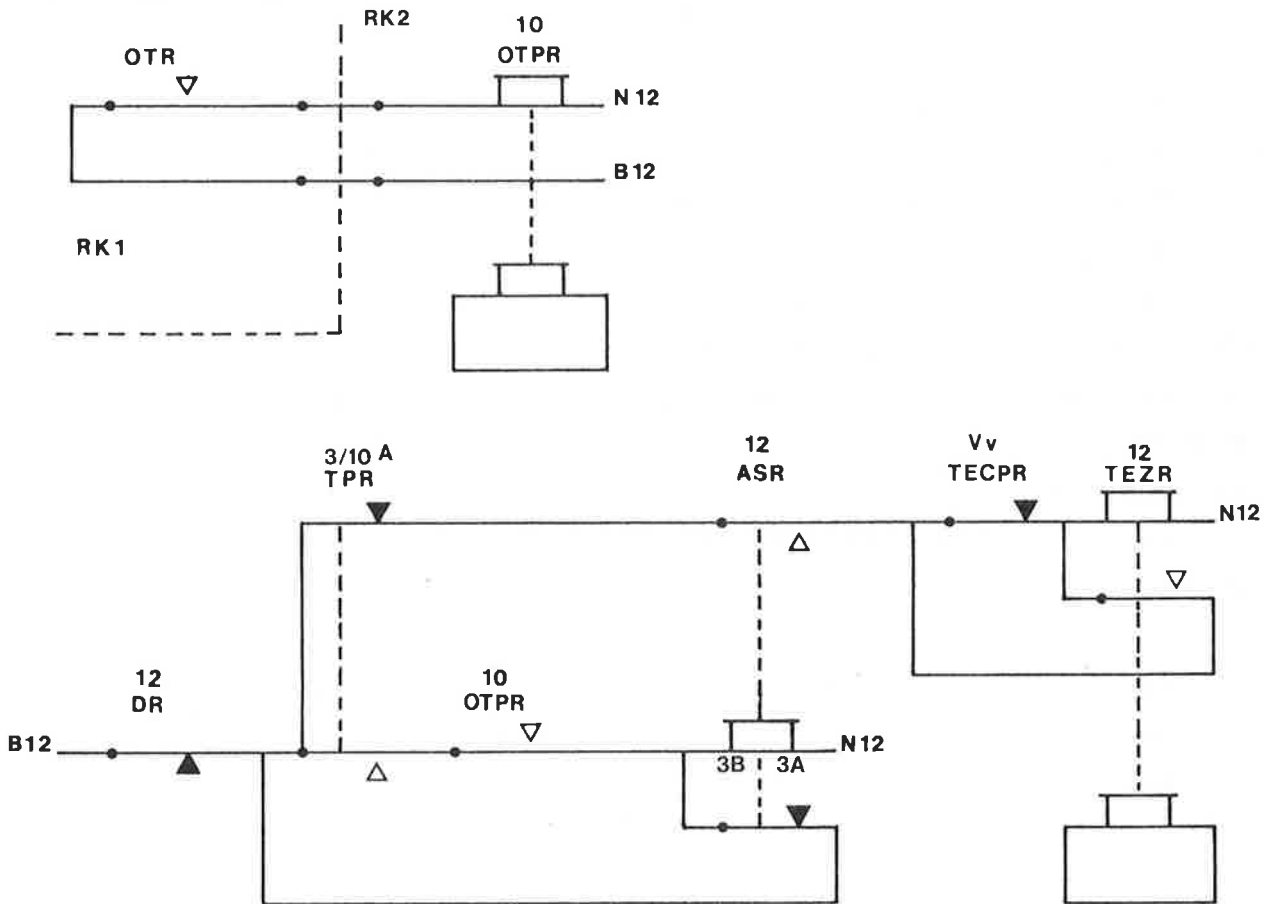 RK2
10
OTPR
OTR
N12
B12
RK1
3/10 A
TPR
12
ASR
Vv
TECPR
12
TEZR
N12
12
DR
10
OTPR
B12
N12
3B 3A